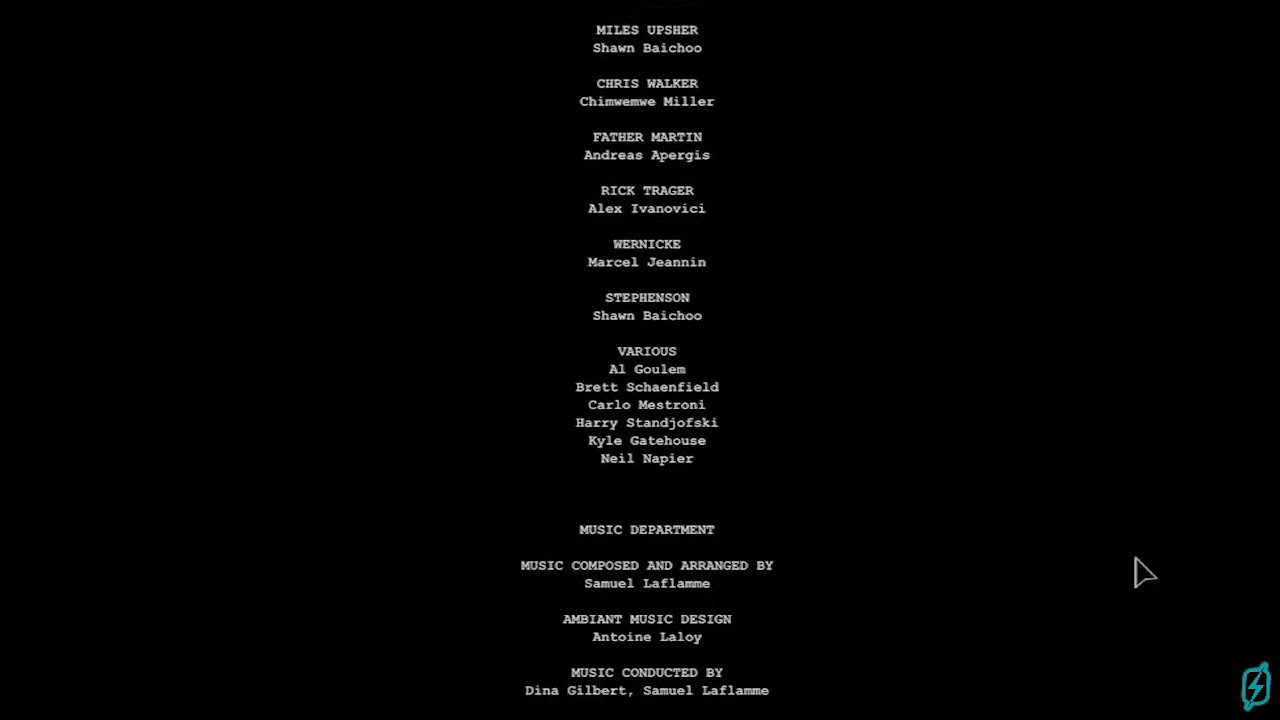 MILES UPSHER
Shawn Baichoo
CHRIS WALKER
Chimwemwe Miller
FATHER MARTIN
Andreas Apergis
RICK TRAGER
Alex Ivanovici
WERNICKE
Marcel Jeannin
STEPHENSON
Shawn Baichoo
VARIOUS
Al Goulem
Brett Schaenfield
Carlo Mestroni
Harry Standjofski
Kyle Gatehouse
Neil Napier
MUSIC DEPARTMENT
MUSIC COMPOSED AND ARRANGED BY
Samuel Laflamme
AMBIANT MUSIC DESIGN
Antoine Laloy
MUSIC CONDUCTED BY
Dina Gilbert, Samuel Laflamme